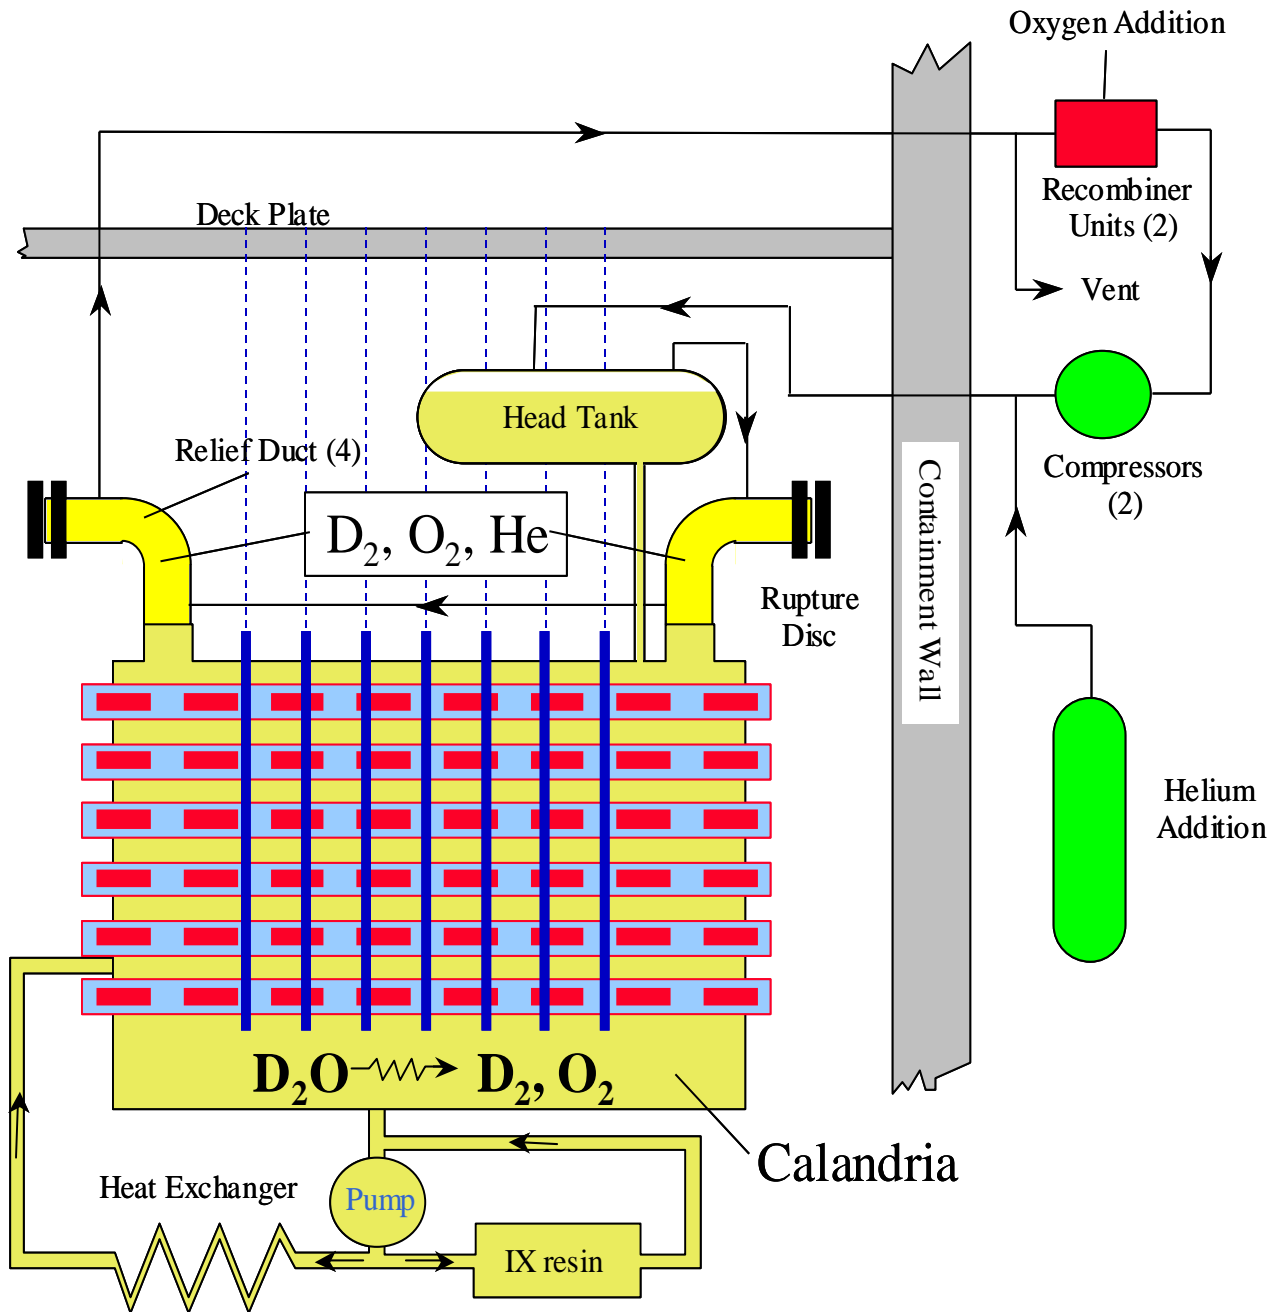 Oxygen Addition
Recombiner
Units (2)
Deck Plate
Vent
Head Tank
Relief Duct (4)
Compressors
(2)
D₂, O₂, He
Containment Wall
Rupture
Disc
Helium
Addition
D₂O D₂, O₂
Calandria
Heat Exchanger
Pump
IX resin